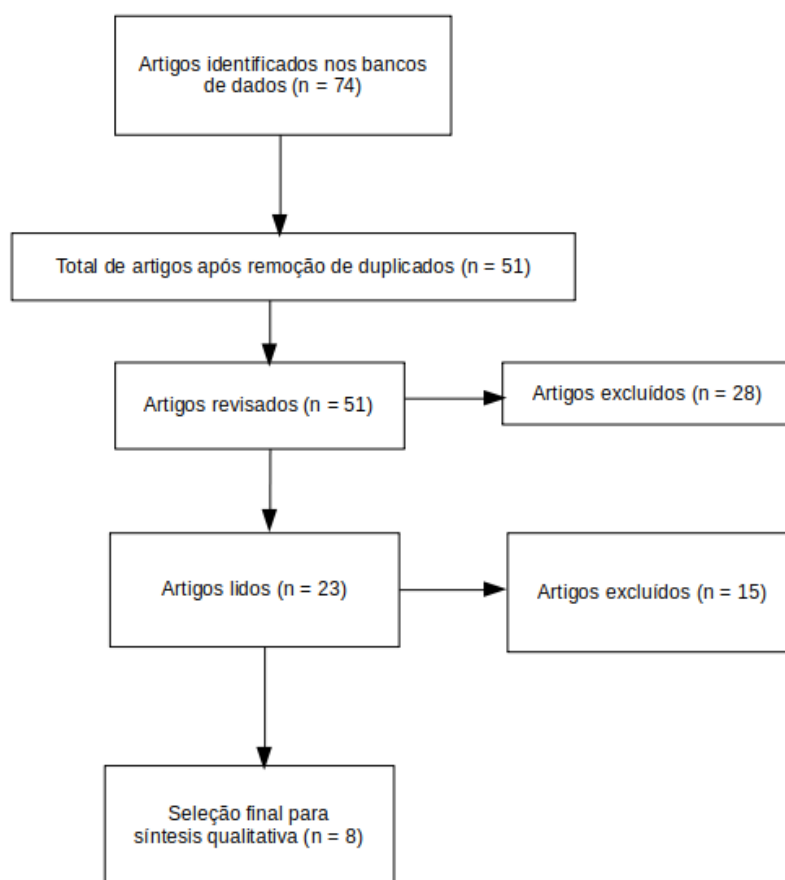 Artigos identificados nos bancos
de dados (n = 74)
Total de artigos após remoção de duplicados (n = 51)
Artigos revisados (n = 51)
Artigos excluídos (n = 28)
Artigos lidos (n = 23)
Artigos excluídos (n = 15)
Seleção final para
síntese qualitativa (n = 8)